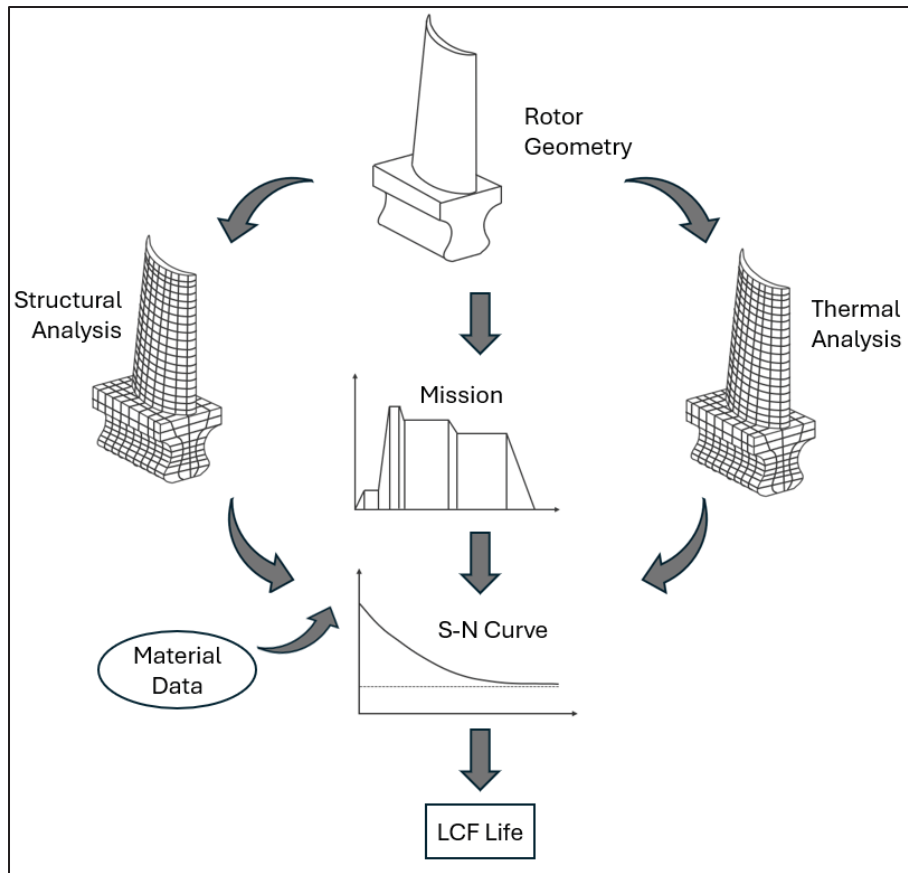 Rotor
Geometry
Structural
Analysis
Thermal
Analysis
Mission
S-N Curve
Material
Data
LCF Life